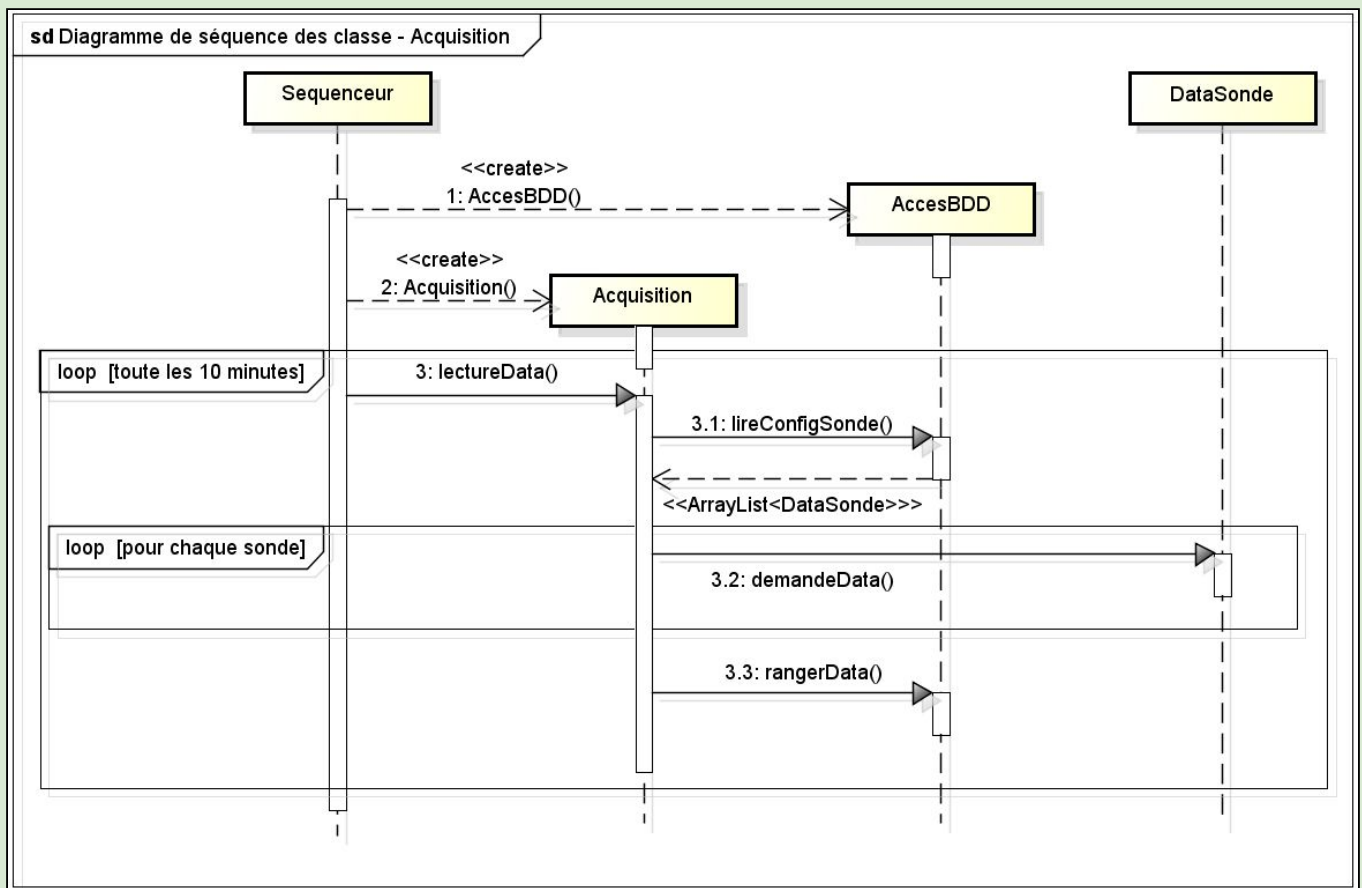 sd Diagramme de séquence des classe - Acquisition
Sequenceur
DataSonde
<<create>>
1: AccesBDD()
AccesBDD
<<create>>
2: Acquisition()
Acquisition
loop [toute les 10 minutes]
3: lectureData()
3.1: lireConfigSonde()
<<ArrayList<DataSonde>>>
loop [pour chaque sonde]
3.2: demandeData()
3.3: rangerData()